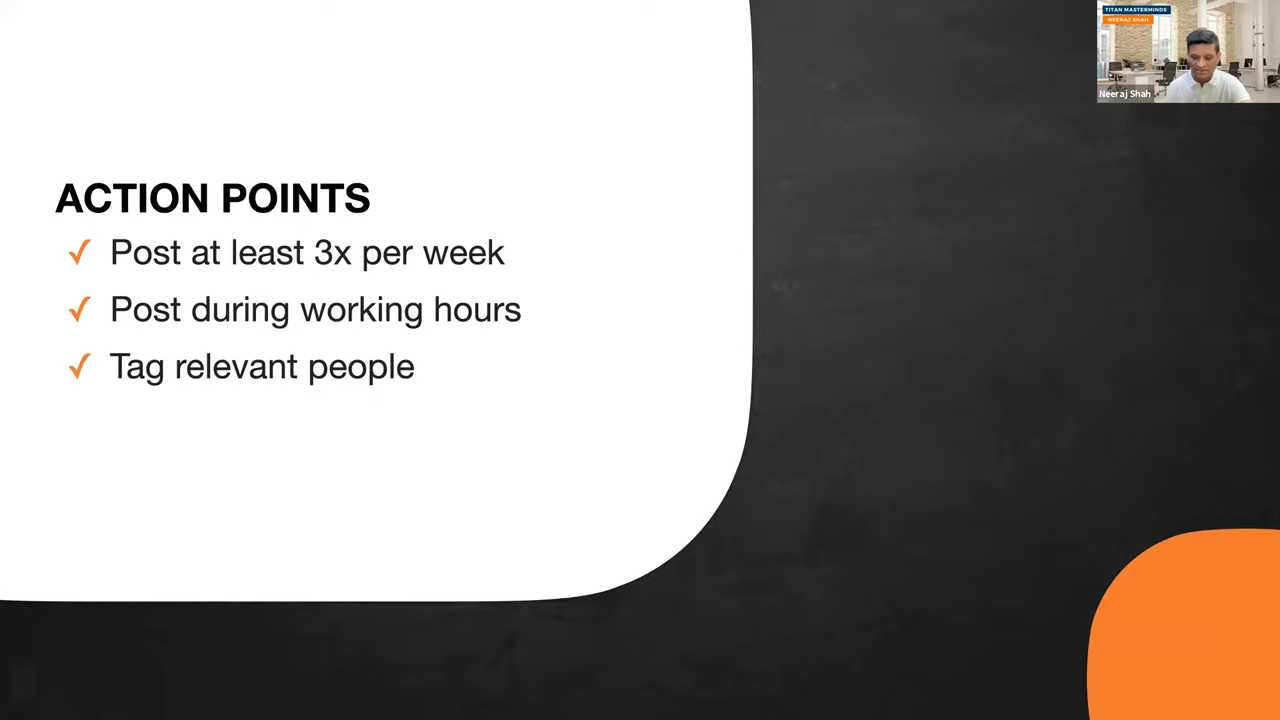 TITAN MASTERMINDS
NEERAJ SHAH
Neeraj Shah
ACTION POINTS
✓ Post at least 3x per week
✓ Post during working hours
✓ Tag relevant people